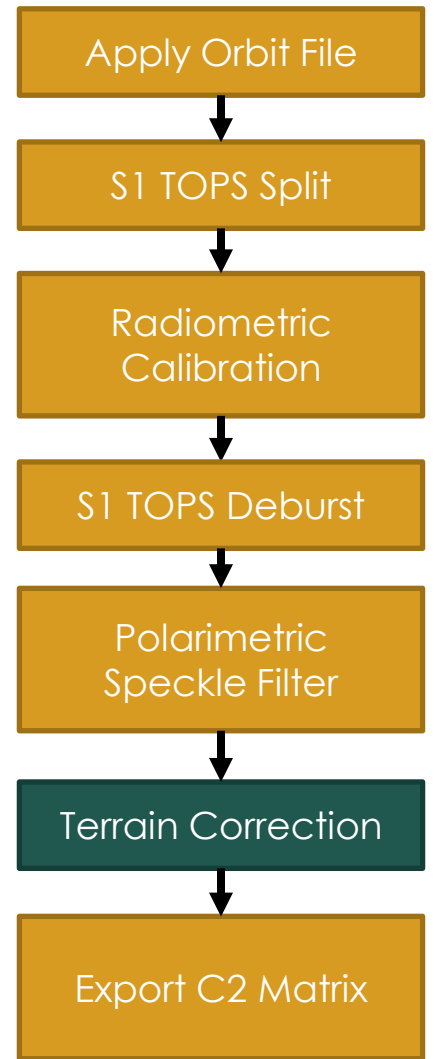 Apply Orbit File
S1 TOPS Split
Radiometric
Calibration
S1 TOPS Deburst
Polarimetric
Speckle Filter
Terrain Correction
Export C2 Matrix